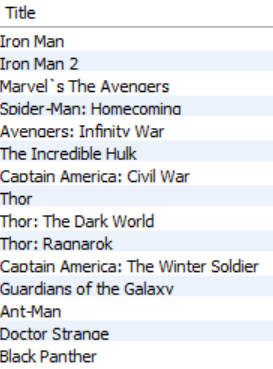 Title
Iron Man
Iron Man 2
Marvel`s The Avengers
Spider-Man: Homecoming
Avengers: Infinity War
The Incredible Hulk
Captain America: Civil War
Thor
Thor: The Dark World
Thor: Ragnarok
Captain America: The Winter Soldier
Guardians of the Galaxy
Ant-Man
Doctor Strange
Black Panther